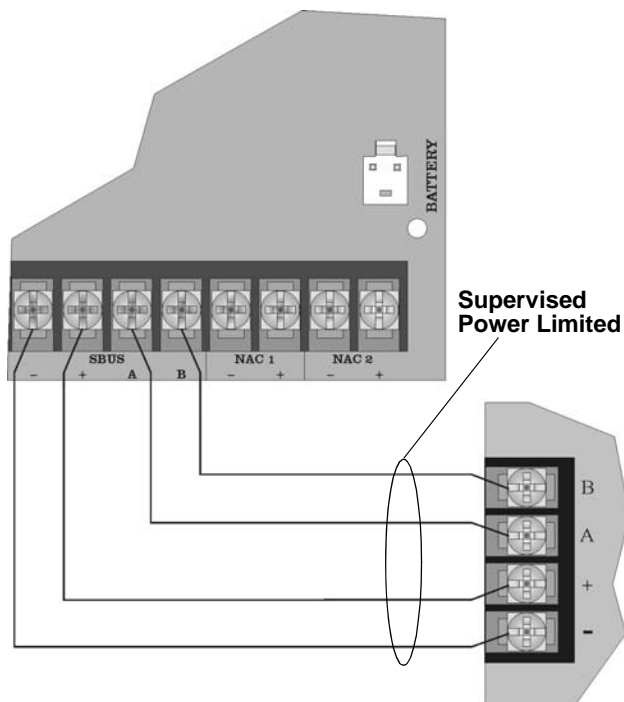 BATTERY
Supervised
Power Limited
SBUS NAC 1 NAC 2
- + A B - + - +
B
A
+
-